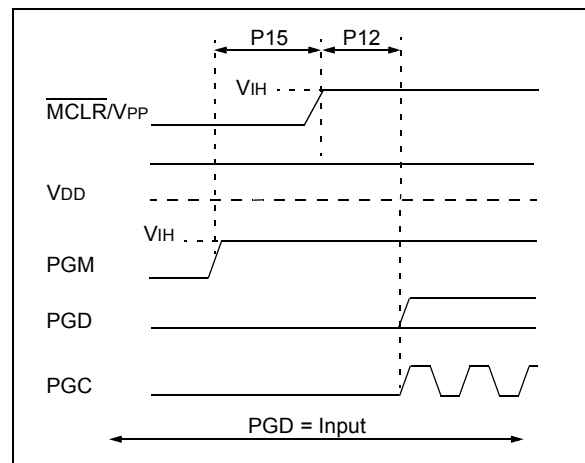 P15 P12
VIH
MCLR/VPP
VDD
VIH
PGM
PGD
PGC
PGD = Input